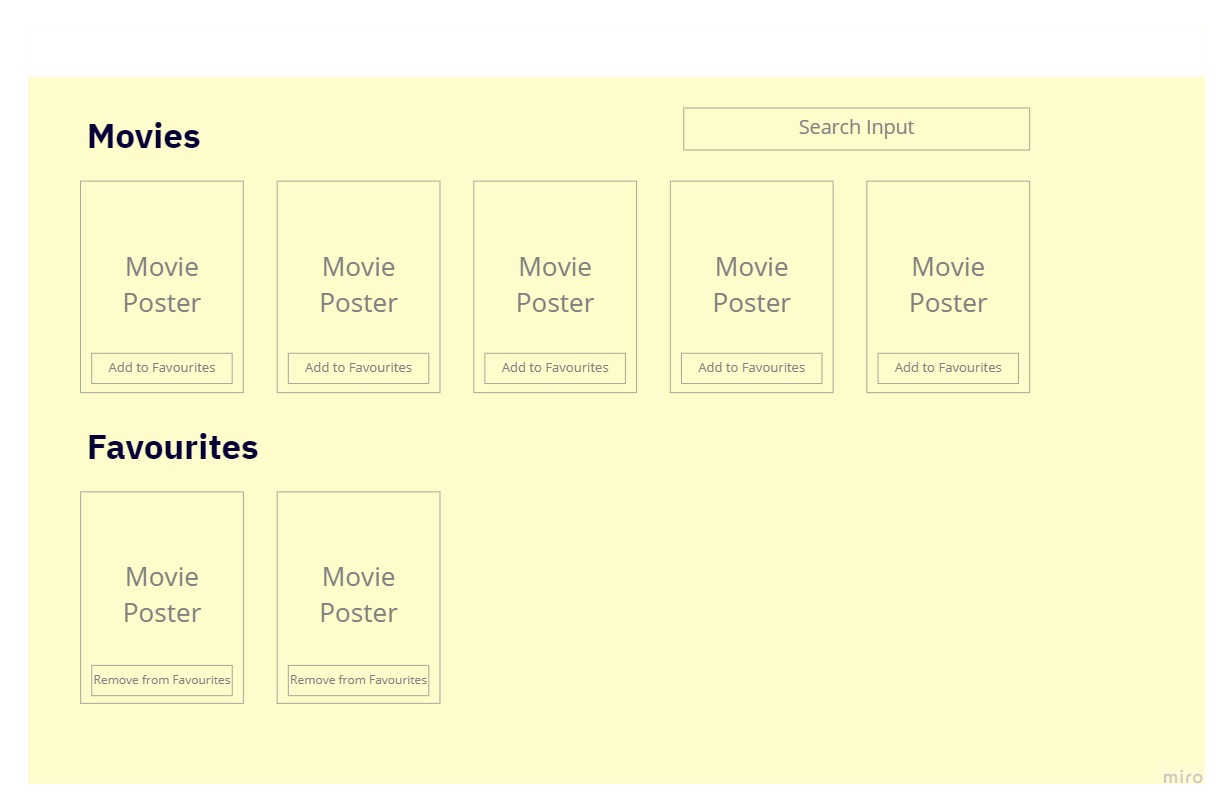 Movies
Search Input
Movie
Poster
Add to Favourites
Movie
Poster
Add to Favourites
Movie
Poster
Add to Favourites
Movie
Poster
Add to Favourites
Movie
Poster
Add to Favourites
Favourites
Movie
Poster
Remove from Favourites
Movie
Poster
Remove from Favourites
miro